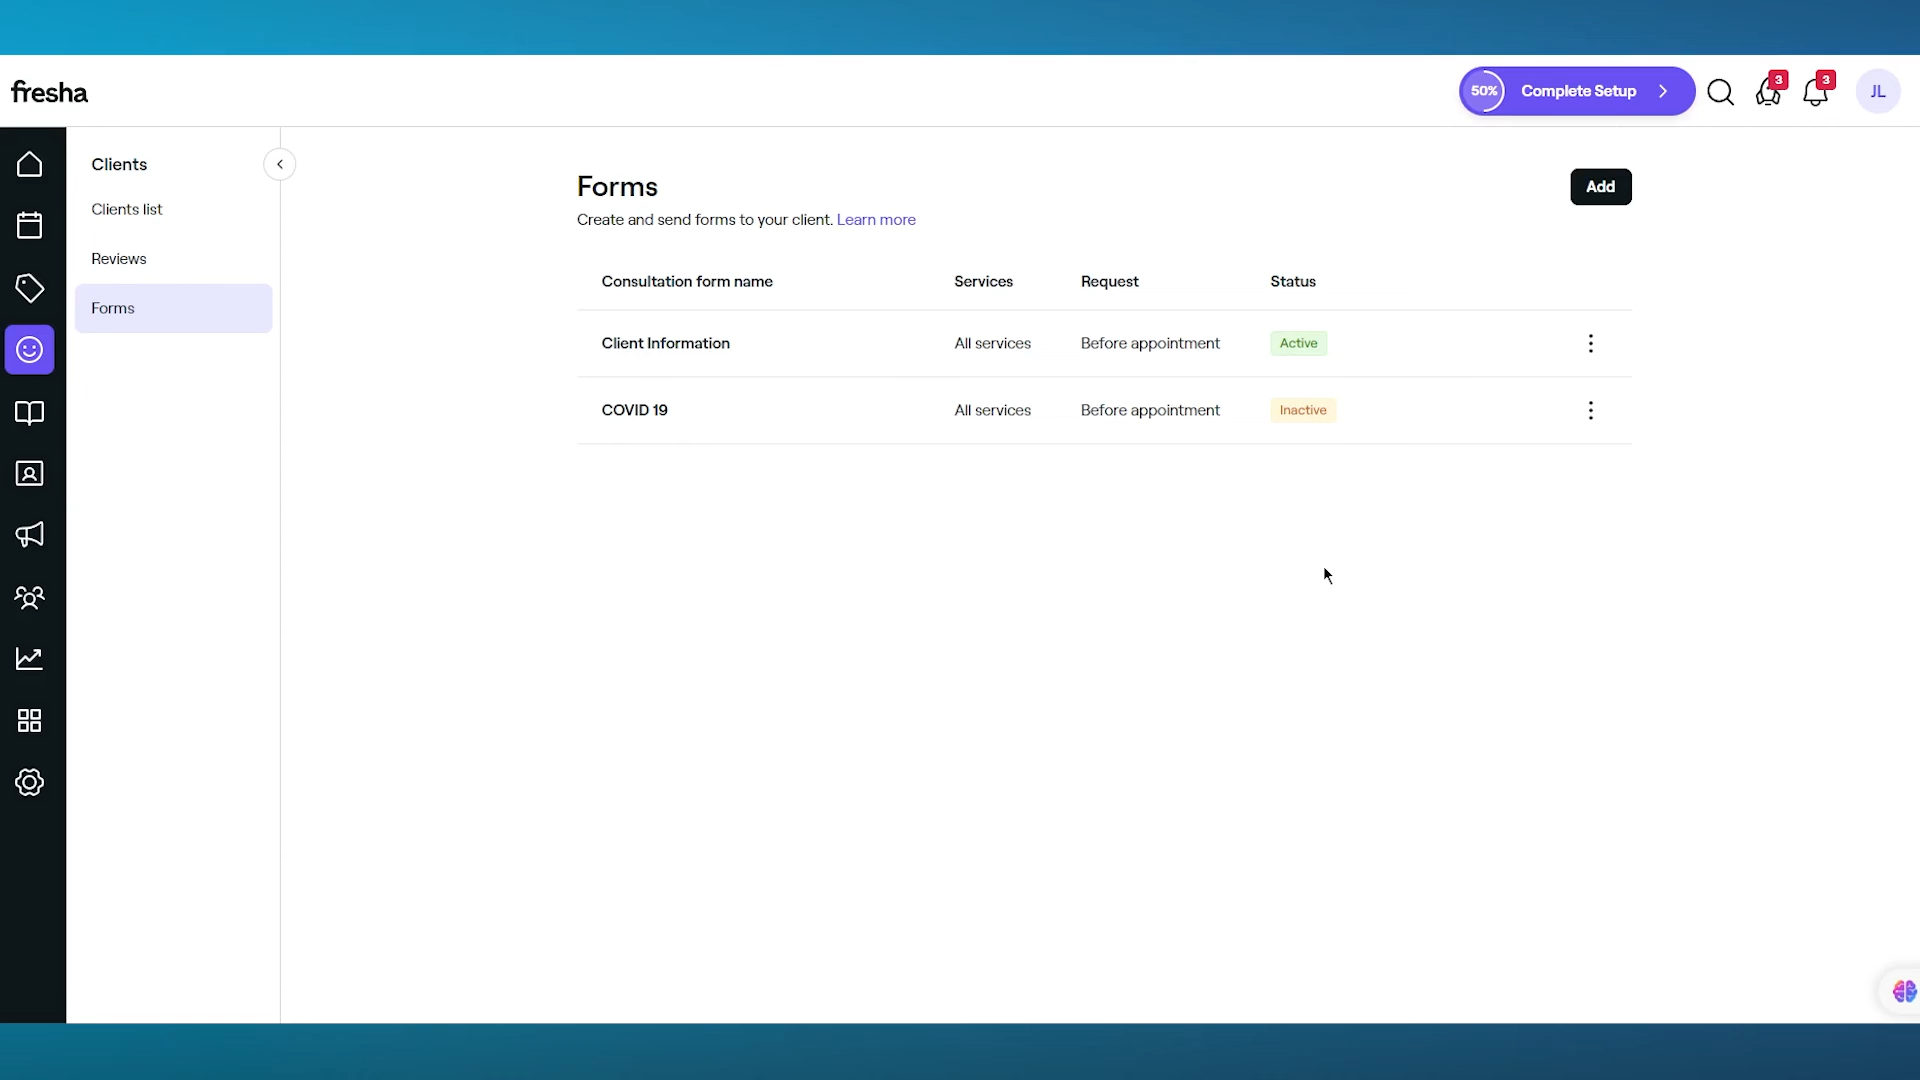 fresha
50% Complete Setup
3
3
JL
Clients
Clients list
Reviews
Forms
Forms
Add
Create and send forms to your client. Learn more
Consultation form name Services Request Status
Client Information All services Before appointment Active
COVID 19 All services Before appointment Inactive